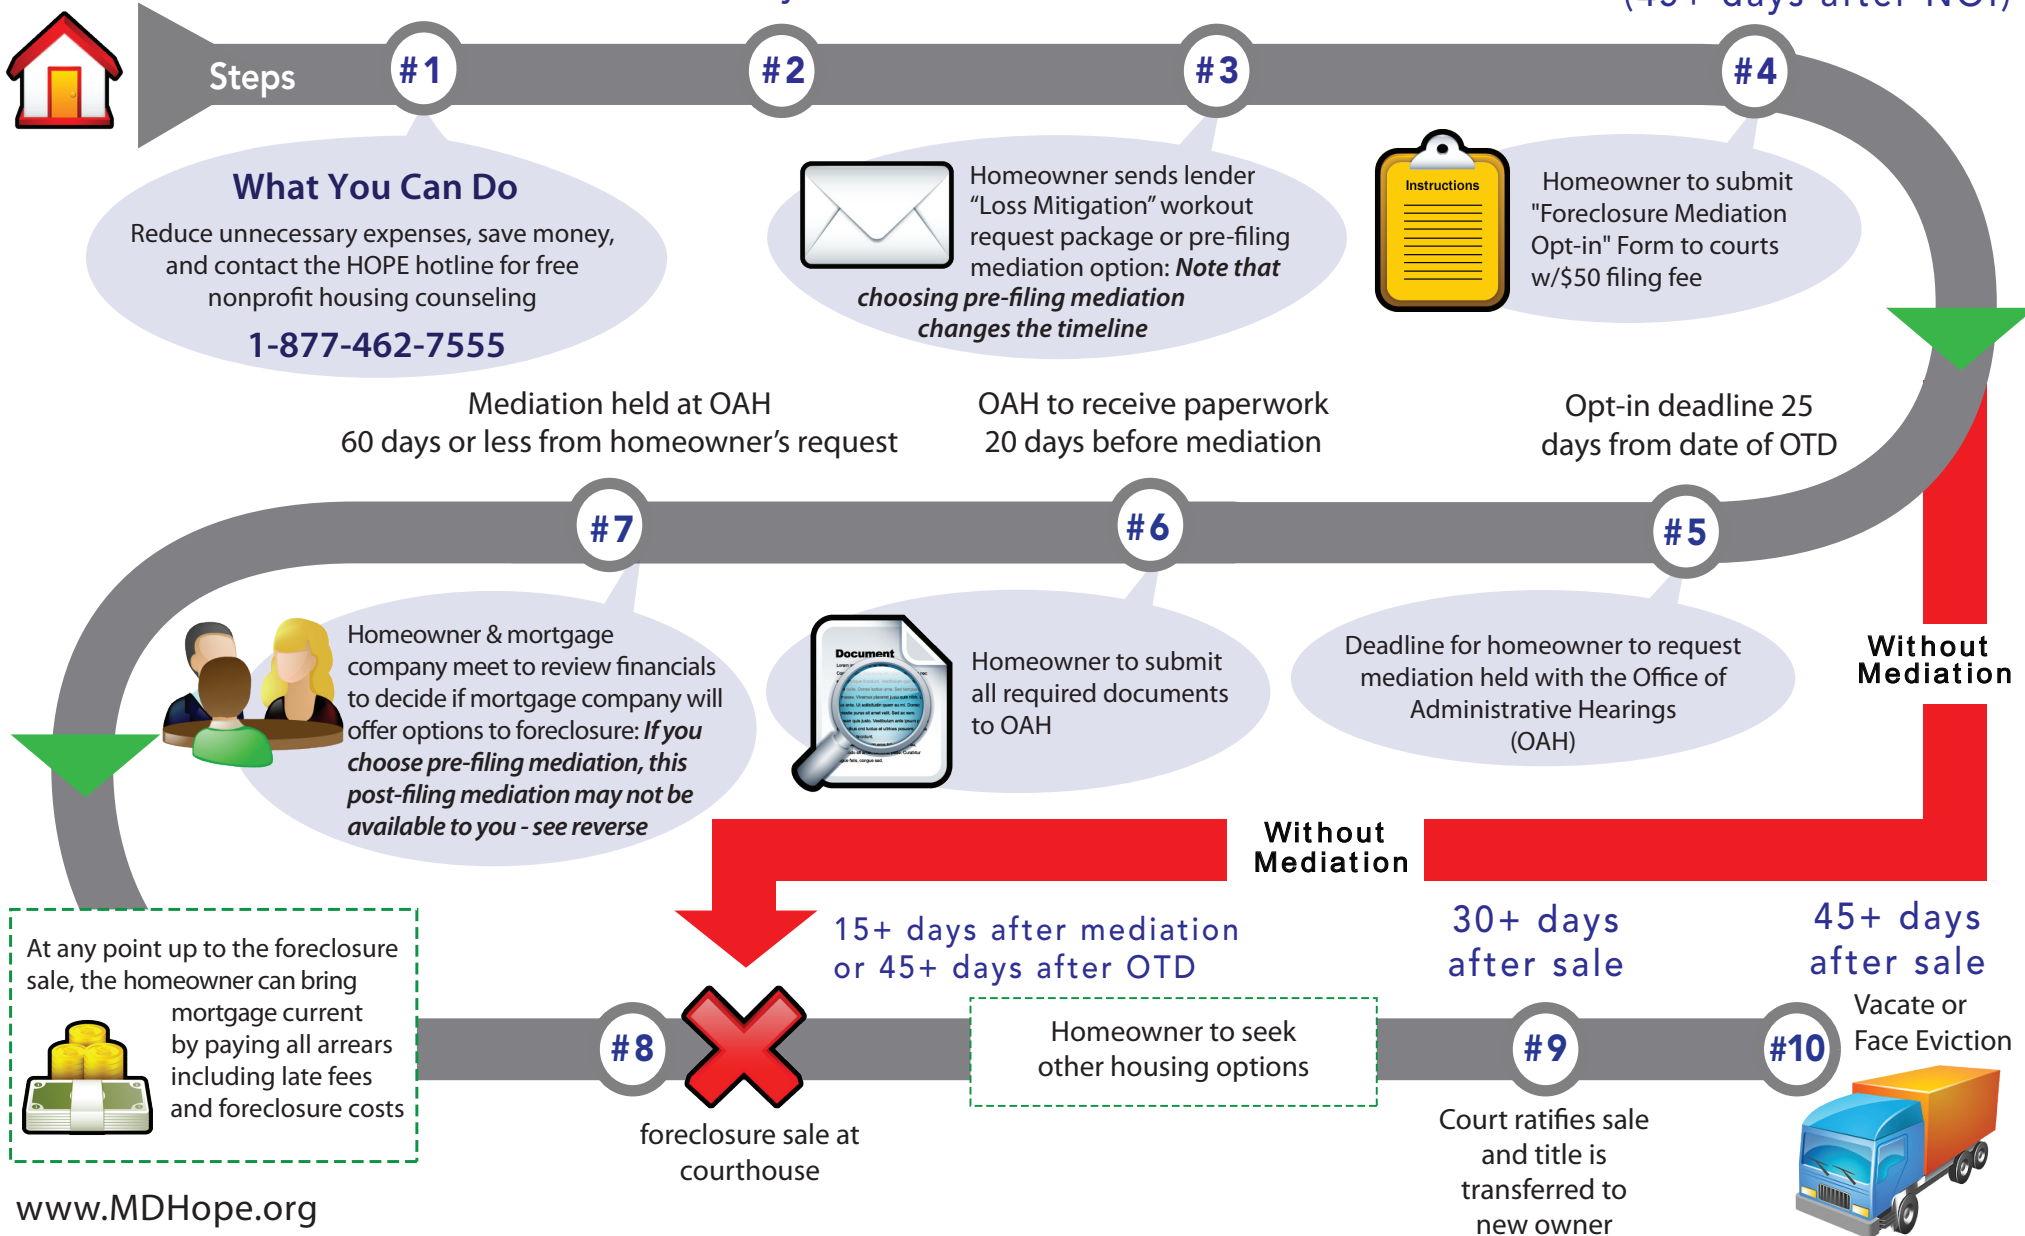 (45+ days after NOI)
Steps
#1
#2
#3
#4
What You Can Do
Reduce unnecessary expenses, save money,
and contact the HOPE hotline for free
nonprofit housing counseling
1-877-462-7555
Homeowner sends lender
“Loss Mitigation” workout
request package or pre-filing
mediation option: Note that
choosing pre-filing mediation
changes the timeline
Instructions
Homeowner to submit
"Foreclosure Mediation
Opt-in" Form to courts
w/$50 filing fee
Mediation held at OAH
60 days or less from homeowner’s request
OAH to receive paperwork
20 days before mediation
Opt-in deadline 25
days from date of OTD
#7
#6
#5
Homeowner & mortgage
company meet to review financials
to decide if mortgage company will
offer options to foreclosure: If you
choose pre-filing mediation, this
post-filing mediation may not be
available to you - see reverse
Document
Homeowner to submit
all required documents
to OAH
Deadline for homeowner to request
mediation held with the Office of
Administrative Hearings
(OAH)
Without
Mediation
Without
Mediation
At any point up to the foreclosure
sale, the homeowner can bring
mortgage current
by paying all arrears
including late fees
and foreclosure costs
15+ days after mediation
or 45+ days after OTD
30+ days
after sale
45+ days
after sale
#8
Homeowner to seek
other housing options
#9
#10
Vacate or
Face Eviction
foreclosure sale at
courthouse
Court ratifies sale
and title is
transferred to
new owner
www.MDHope.org